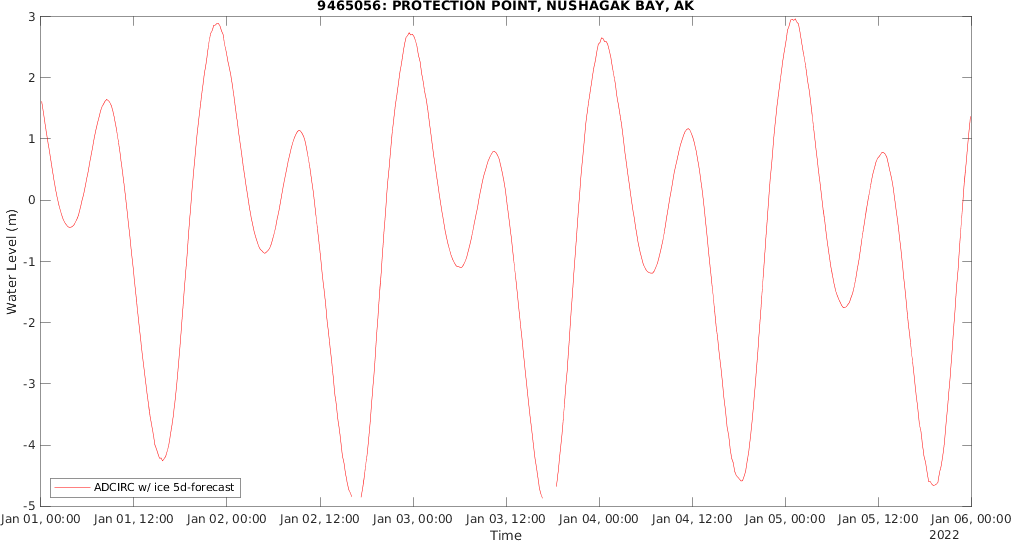 9465056: PROTECTION POINT, NUSHAGAK BAY, AK
3
2
1
0
-1
-2
-3
-4
-5
Water Level (m)
ADCIRC w/ ice 5d-forecast
Jan 01, 00:00 Jan 01, 12:00 Jan 02, 00:00 Jan 02, 12:00 Jan 03, 00:00 Jan 03, 12:00 Jan 04, 00:00 Jan 04, 12:00 Jan 05, 00:00 Jan 05, 12:00 Jan 06, 00:00
Time
2022